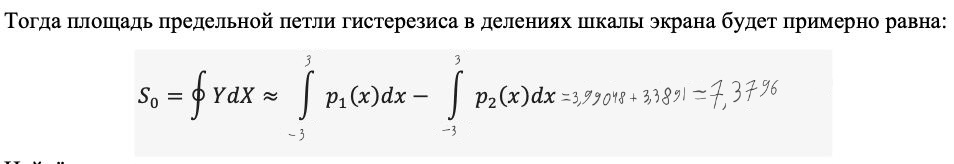 Тогда площадь предельной петли гистерезиса в делениях шкалы экрана будет примерно равна:
S₀ = ∮ YdX ≈ ∫₋₃³ p₁(x)dx − ∫₋₃³ p₂(x)dx =3,99048 + 3,3891 =7,3796